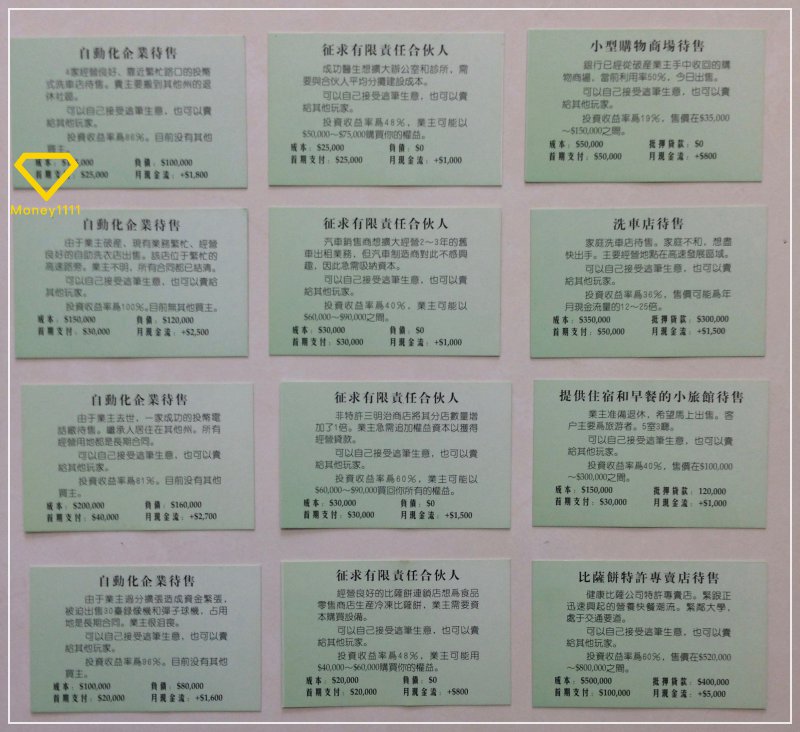 自動化企業待售
4家經營良好、靠近繁忙路口的投幣
式洗車店待售。賣主要搬到其他州的退
休社區。
可以自己接受這筆生意，也可以賣
給其他玩家。
投資收益率爲86%。目前没有其他
買主。
成本： 負債：$100,000
首期支付：$25,000 月現金流：+$1,800
Money1111
征求有限責任合伙人
成功醫生想擴大辦公室和診所，需
要與合伙人平均分攤建設成本。
可以自己接受這筆生意，也可以賣
給其他玩家。
投資收益率爲48%，業主可能以
$50,000～$75,000購買你的權益。
成本：$25,000 負債：$0
首期支付：$25,000 月現金流：+$1,000
小型購物商場待售
銀行已經從破産業主手中收回的購
物商場，當前利用率50%，今日出售。
可以自己接受這筆生意，也可以賣
給其他玩家。
投資收益率爲19%，售價在$35,000
～$150,000之間。
成本：$50,000 抵押貸款：$0
首期支付：$50,000 月現金流：+$800
自動化企業待售
由于業主破產，現有業務繁忙、經營
良好的自助洗衣店出售。該店位于繁忙的
高速路旁。業主不明，所有合同都已結清。
可以自己接受這筆生意，也可以賣
給其他玩家。
投資收益率爲100%。目前無其他買主。
成本：$150,000 負債：$120,000
首期支付：$30,000 月現金流：+$2,500
征求有限責任合伙人
汽車銷售商想擴大經營2~3年的舊
車出租業務，但汽車制造商對此不感興
趣，因此急需吸納資本。
可以自己接受這筆生意，也可以賣
給其他玩家。
投資收益率爲40%，業主可能以
$60,000～$90,000購買你的權益。
成本：$30,000 負債：$0
首期支付：$30,000 月現金流：+$1,000
洗車店待售
家庭洗車店待售。家庭不和，想盡
快出手。主要經營地點在高速發展區域。
可以自己接受這筆生意，也可以賣
給其他玩家。
投資收益率爲36%，售價可能爲年
月現金流量的12~25倍。
成本：$350,000 抵押貸款：$300,000
首期支付：$50,000 月現金流：+$1,500
自動化企業待售
由于業主去世，一家成功的投幣電
話廠待售。繼承人居住在其他州。所有
經營用地都是長期合同。
可以自己接受這筆生意，也可以賣
給其他玩家。
投資收益率爲81%。目前没有其他
買主。
成本：$200,000 負債：$160,000
首期支付：$40,000 月現金流：+$2,700
征求有限責任合伙人
非特許三明治商店將其分店數量增
加了1倍。業主急需追加權益資本以獲得
經營貸款。
可以自己接受這筆生意，也可以賣
給其他玩家。
投資收益率爲60%，業主可能以
$60,000～$90,000買回你所有的權益。
成本：$30,000 負債：$0
首期支付：$30,000 月現金流：+$1,500
提供住宿和早餐的小旅館待售
業主准備退休，希望馬上出售。客
户主要爲旅游者。5室3廳。
可以自己接受這筆生意，也可以賣
給其他玩家。
投資收益率爲40%，售價在$100,000
～$300,000之間。
成本：$150,000 抵押貸款：120,000
首期支付：$30,000 月現金流：+$1,000
自動化企業待售
由于業主過分擴張造成資金緊張，
被迫出售30臺録像機和彈子球機，占用
地是長期合同。業主很沮喪。
可以自己接受這筆生意，也可以賣
給其他玩家。
投資收益率爲96%。目前没有其他
買主。
成本：$100,000 負債：$80,000
首期支付：$20,000 月現金流：+$1,600
征求有限責任合伙人
經營良好的比薩餅連鎖店想爲食品
零售商店生産冷凍比薩餅，業主需要資
本購買設備。
可以自己接受這筆生意，也可以賣
給其他玩家。
投資收益率爲48%，業主可能用
$40,000～$60,000購買你的權益。
成本：$20,000 負債：$0
首期支付：$20,000 月現金流：+$800
比薩餅特許專賣店待售
健康比薩公司特許專賣店。緊跟正
迅速興起的營養快餐潮流。緊鄰大學，
處于交通要道。
可以自己接受這筆生意，也可以賣
給其他玩家。
投資收益率爲60%，售價在$520,000
～$800,000之間。
成本：$500,000 抵押貸款：$400,000
首期支付：$100,000 月現金流：+$5,000